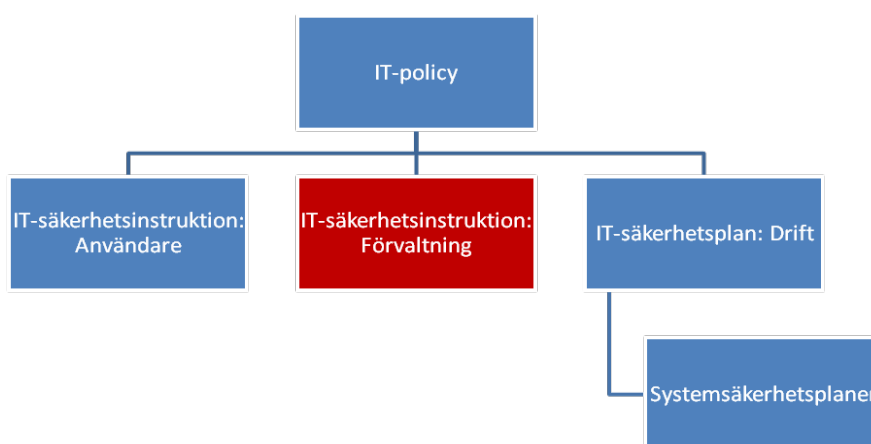 IT-policy
IT-säkerhetsinstruktion:
Användare
IT-säkerhetsinstruktion:
Förvaltning
IT-säkerhetsplan: Drift
Systemsäkerhetsplaner